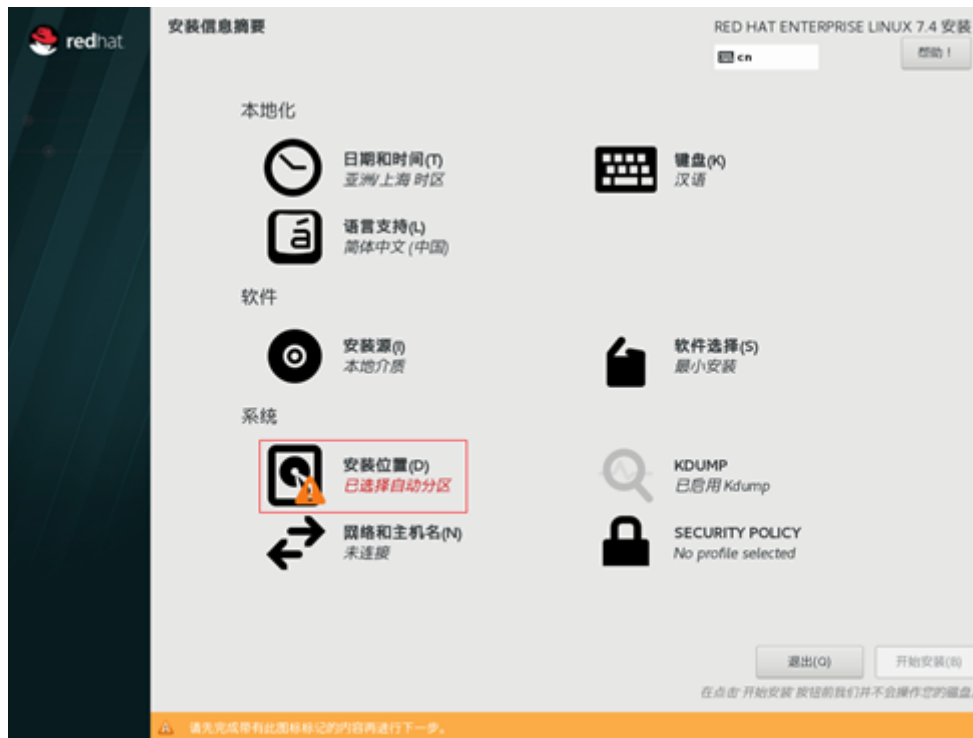 redhat
安装信息摘要
RED HAT ENTERPRISE LINUX 7.4 安装
cn
帮助！
本地化
日期和时间(T)
亚洲/上海 时区
键盘(K)
汉语
á
语言支持(L)
简体中文 (中国)
软件
安装源(I)
本地介质
软件选择(S)
最小安装
系统
安装位置(D)
已选择自动分区
KDUMP
已启用 Kdump
网络和主机名(N)
未连接
SECURITY POLICY
No profile selected
退出(Q)
开始安装(B)
在点击'开始安装'按钮前我们并不会操作您的磁盘
请先完成带有此图标标记的内容再进行下一步。